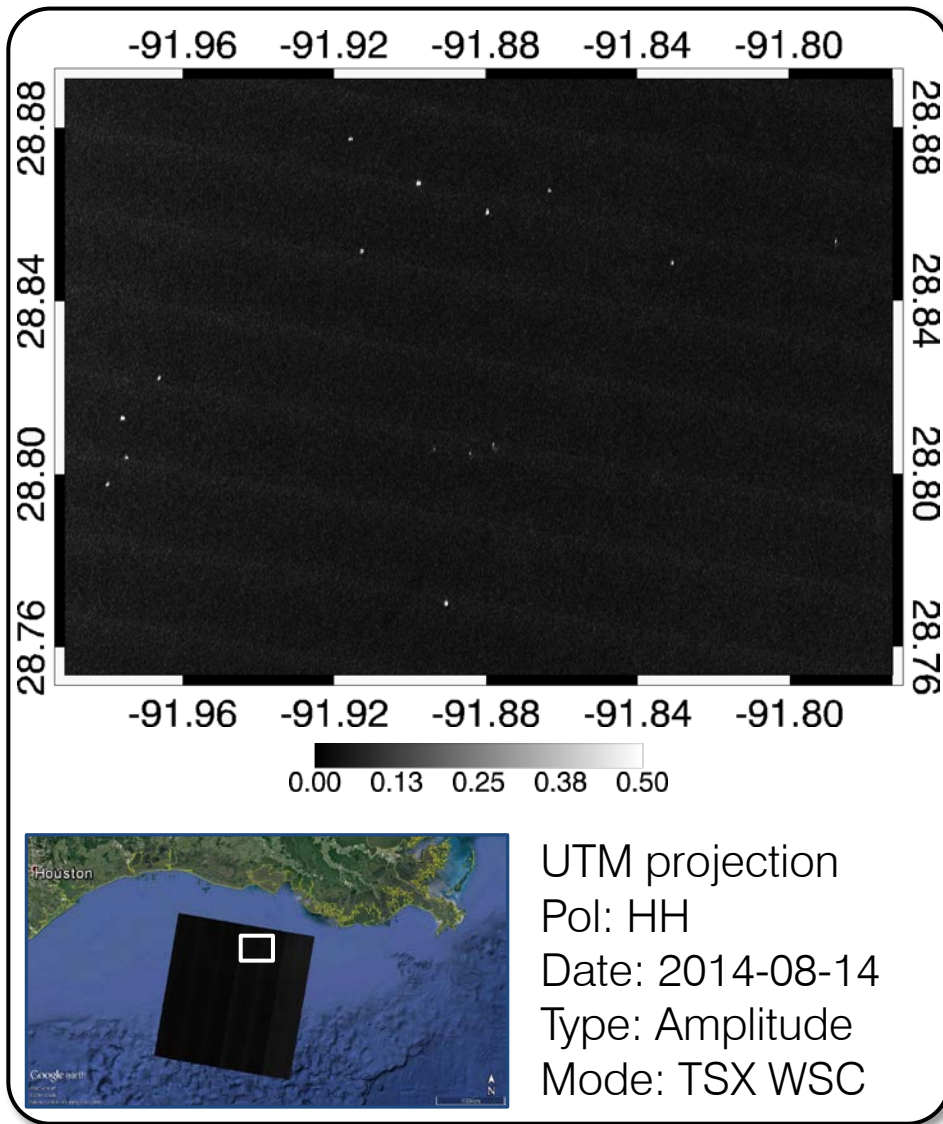 -91.96 -91.92 -91.88 -91.84 -91.80
28.88 28.88
28.84 28.84
28.80 28.80
28.76 28.76
-91.96 -91.92 -91.88 -91.84 -91.80
0.00 0.13 0.25 0.38 0.50
Houston
Google earth
N
UTM projection
Pol: HH
Date: 2014-08-14
Type: Amplitude
Mode: TSX WSC